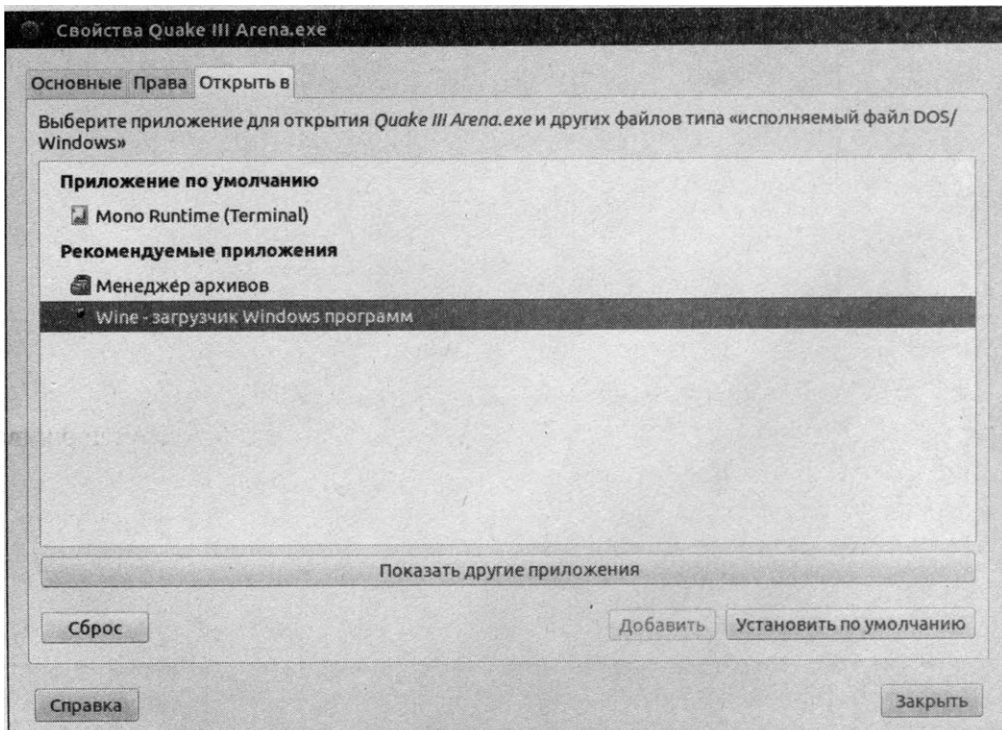 Свойства Quake III Arena.exe
Основные Права Открыть в
Выберите приложение для открытия Quake III Arena.exe и других файлов типа «исполняемый файл DOS/
Windows»
Приложение по умолчанию
Mono Runtime (Terminal)
Рекомендуемые приложения
Менеджер архивов
Wine - загрузчик Windows программ
Показать другие приложения
Сброс
Добавить
Установить по умолчанию
Справка
Закрыть